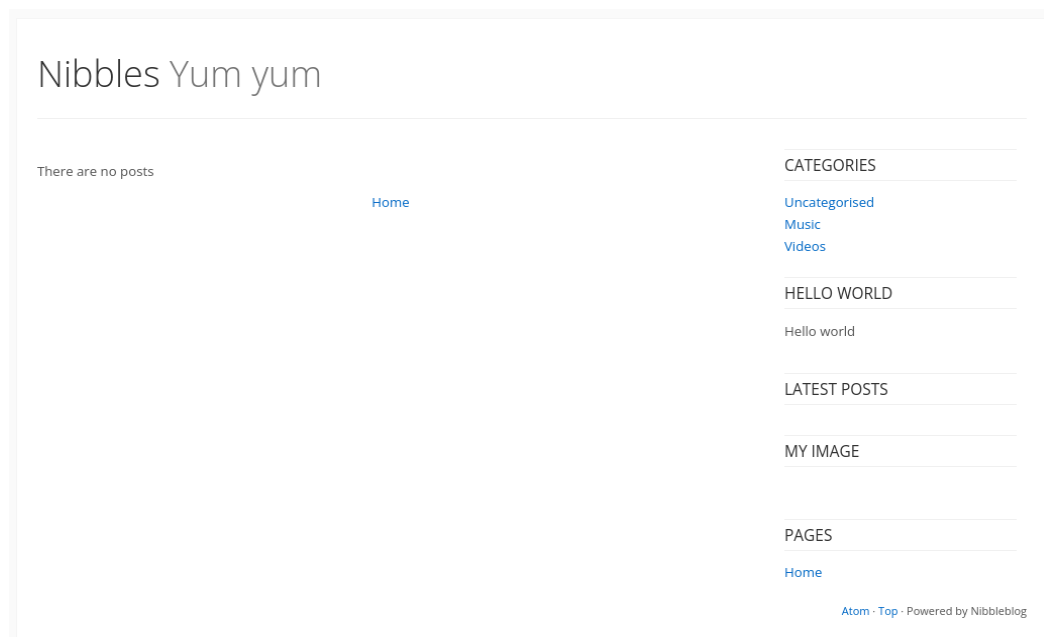 Nibbles Yum yum
There are no posts
Home
CATEGORIES
Uncategorised
Music
Videos
HELLO WORLD
Hello world
LATEST POSTS
MY IMAGE
PAGES
Home
Atom · Top · Powered by Nibbleblog